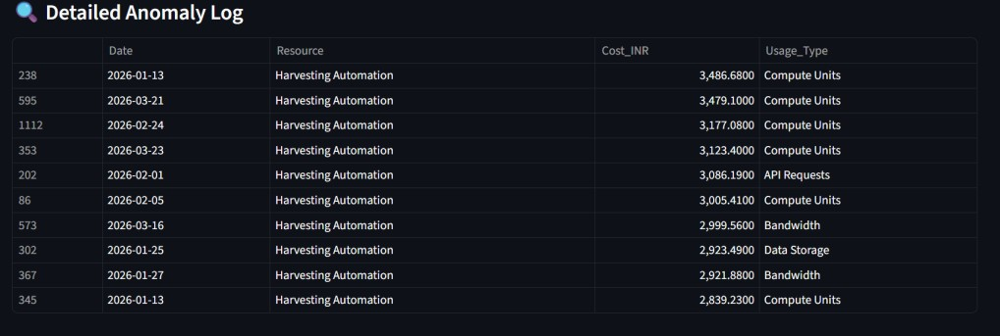 🔍 Detailed Anomaly Log
Date Resource Cost_INR Usage_Type
238 2026-01-13 Harvesting Automation 3,486.6800 Compute Units
595 2026-03-21 Harvesting Automation 3,479.1000 Compute Units
1112 2026-02-24 Harvesting Automation 3,177.0800 Compute Units
353 2026-03-23 Harvesting Automation 3,123.4000 Compute Units
202 2026-02-01 Harvesting Automation 3,086.1900 API Requests
86 2026-02-05 Harvesting Automation 3,005.4100 Compute Units
573 2026-03-16 Harvesting Automation 2,999.5600 Bandwidth
302 2026-01-25 Harvesting Automation 2,923.4900 Data Storage
367 2026-01-27 Harvesting Automation 2,921.8800 Bandwidth
345 2026-01-13 Harvesting Automation 2,839.2300 Compute Units